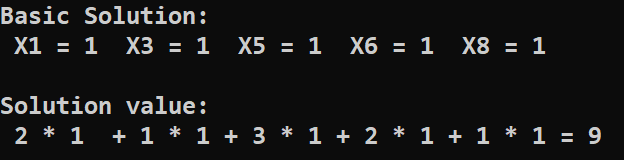 Basic Solution:
X1 = 1  X3 = 1  X5 = 1  X6 = 1  X8 = 1
Solution value:
2 * 1  + 1 * 1 + 3 * 1 + 2 * 1 + 1 * 1 = 9